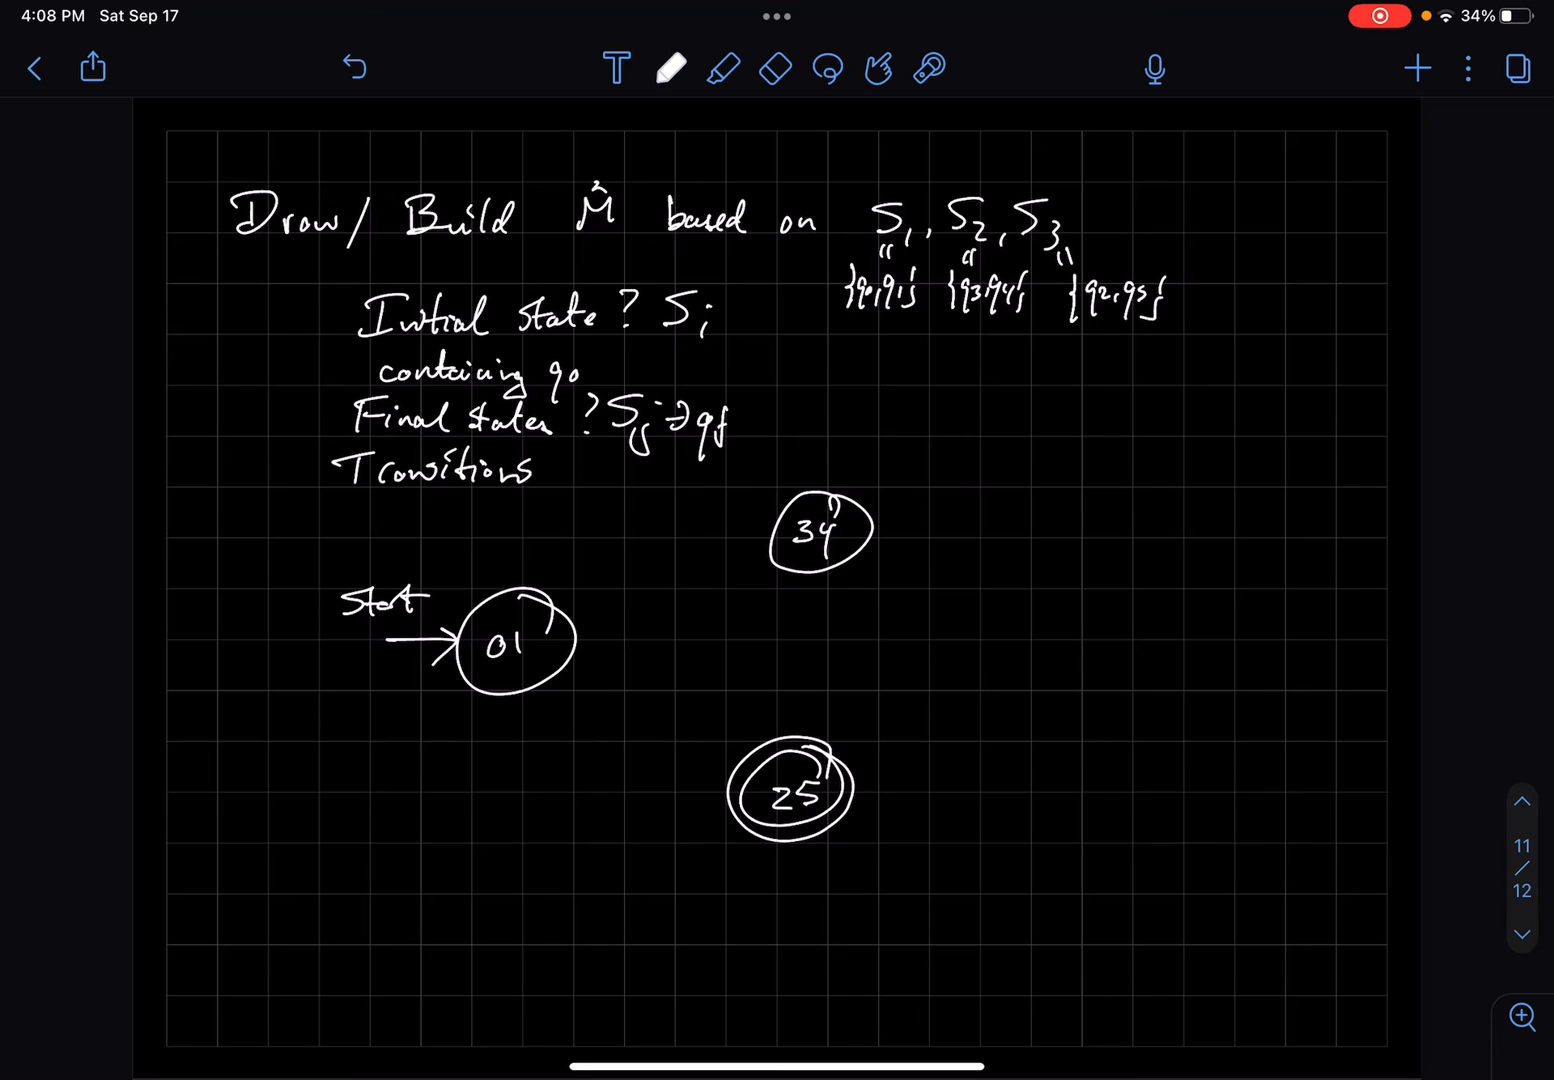 4:08 PM Sat Sep 17
34%
Draw/ Build M̂ based on S1, S2, S3
{q0,q1} {q3,q4} {q2,q5}
Initial state? Si
containing q0
Final states? Sj ∋ qf
Transitions
34
Start
01
25
11
/
12